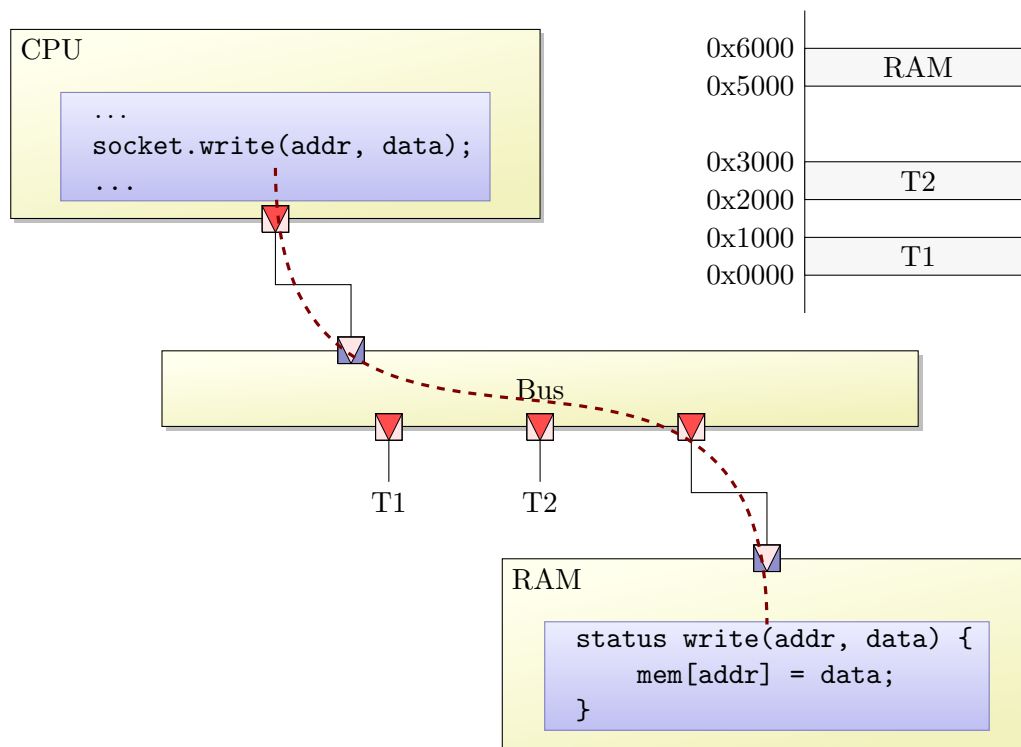 CPU
...
socket.write(addr, data);
...
0x6000
RAM
0x5000
0x3000
T2
0x2000
0x1000
T1
0x0000
Bus
T1
T2
RAM
status write(addr, data) {
    mem[addr] = data;
}